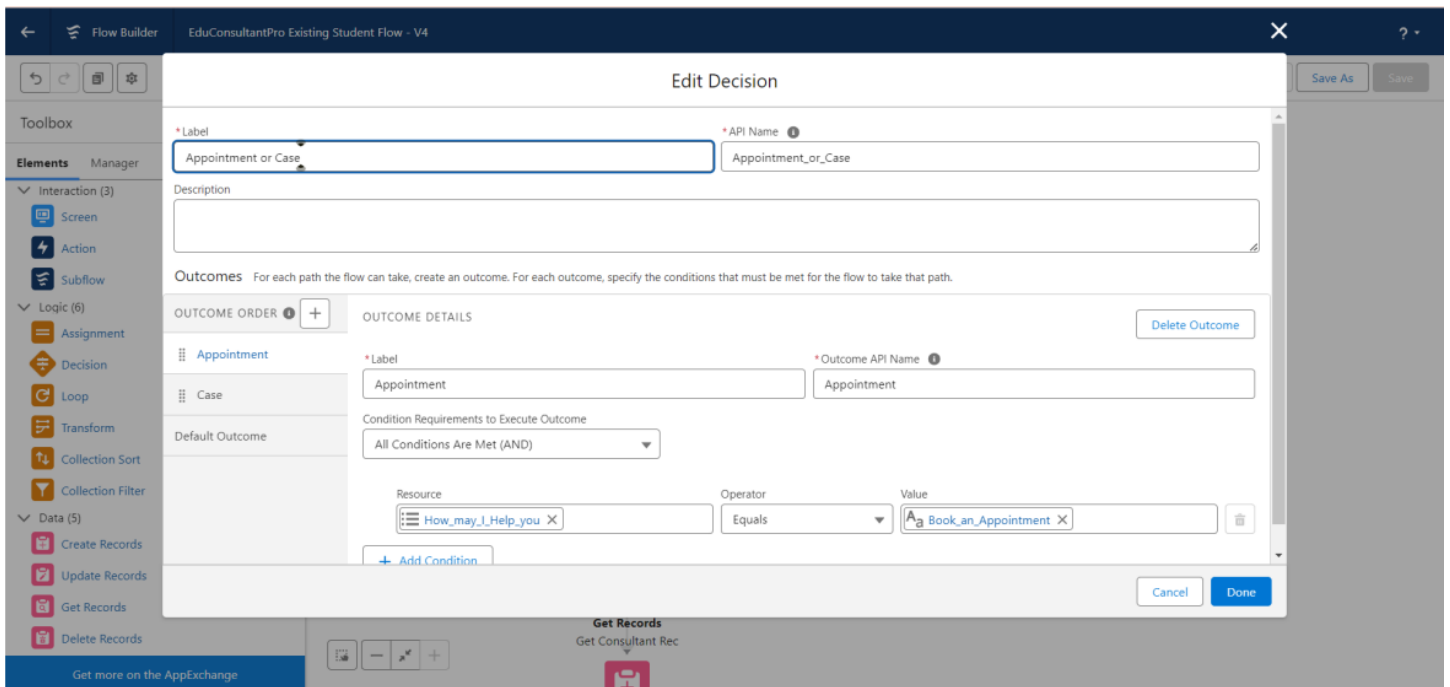 Flow Builder EduConsultantPro Existing Student Flow - V4 ?
Save As Save
Edit Decision
Toolbox
* Label * API Name
Appointment or Case Appointment_or_Case
Elements Manager
Description
Interaction (3)
Screen
Action
Subflow
Outcomes For each path the flow can take, create an outcome. For each outcome, specify the conditions that must be met for the flow to take that path.
Logic (6)
OUTCOME ORDER + OUTCOME DETAILS
Delete Outcome
Assignment
Appointment
Decision
* Label * Outcome API Name
Appointment Appointment
Loop
Case
Condition Requirements to Execute Outcome
Transform
Default Outcome
All Conditions Are Met (AND)
Collection Sort
Collection Filter
Resource Operator Value
How_may_I_Help_you Equals Aa Book_an_Appointment
Data (5)
Create Records
+ Add Condition
Update Records
Cancel Done
Get Records
Get Records
Delete Records
Get Consultant Rec
Get more on the AppExchange